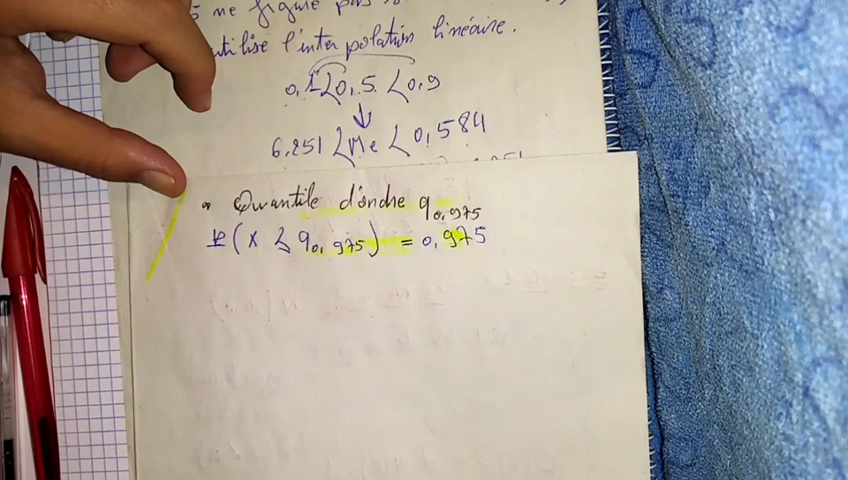 ne figure pas
utilise l'interpolation linéaire.
0,1 < 0,5 < 0,9
6.251 < Me < 0,584
• Quantile d'ordre q0,975
P(X < q0,975) = 0,975